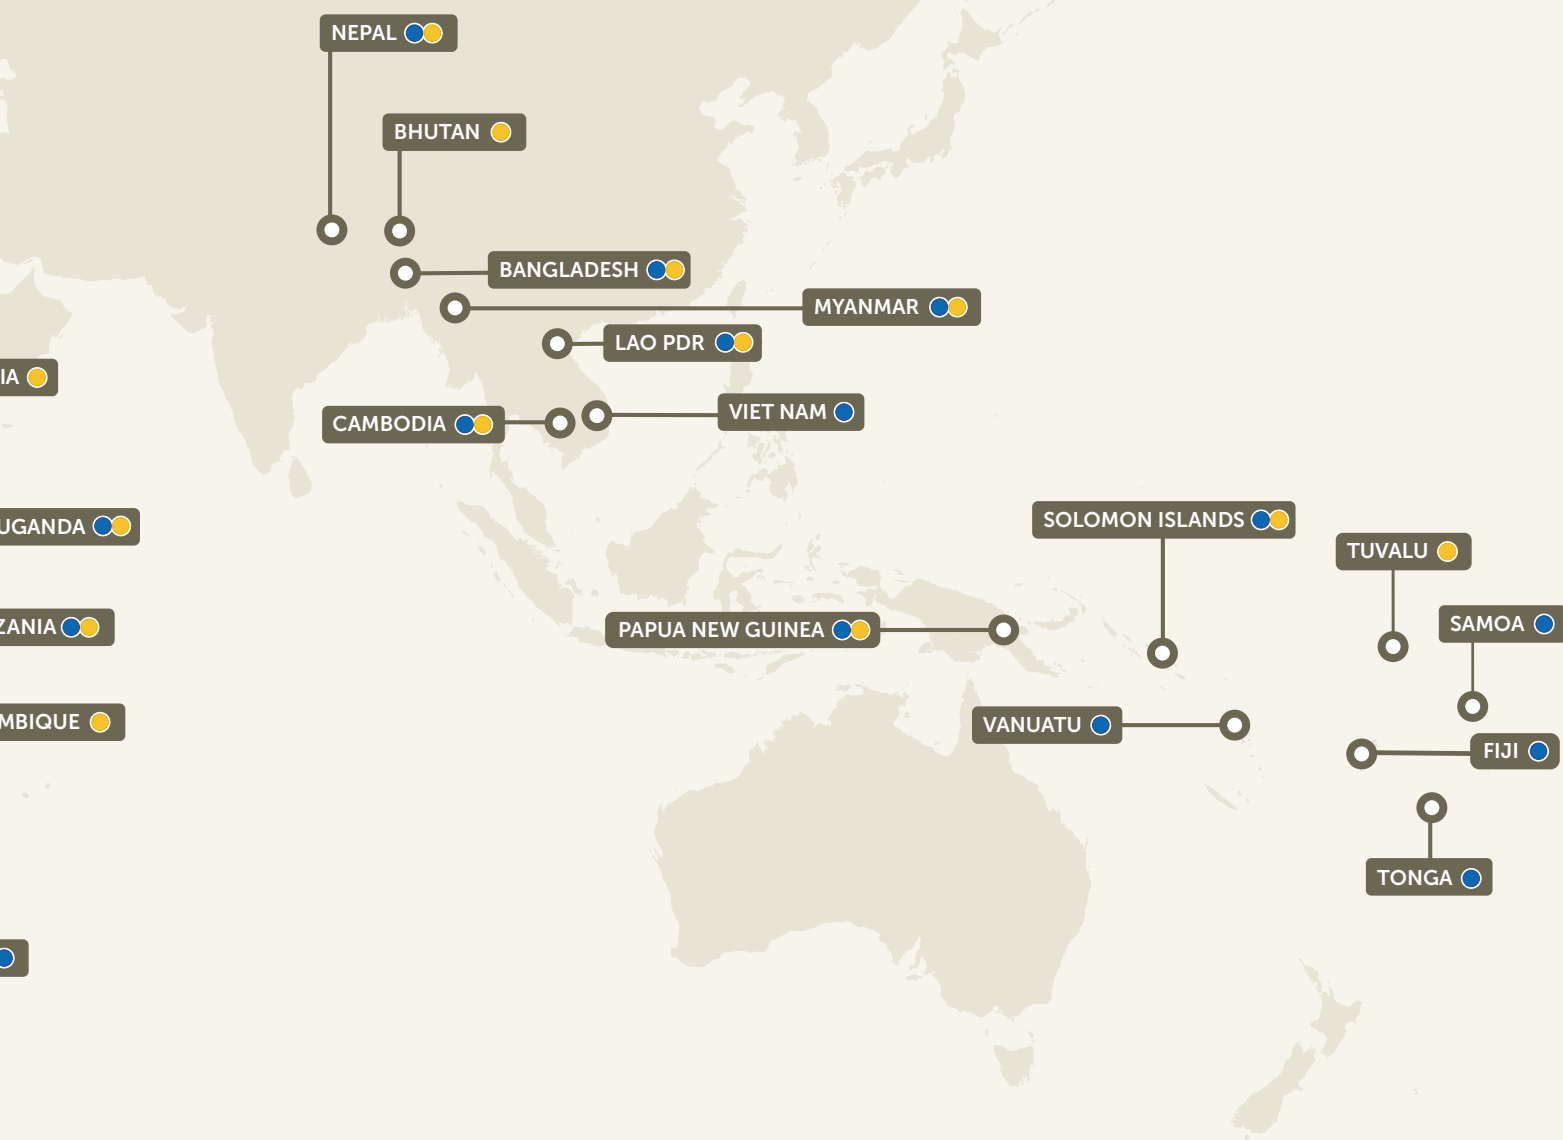 NEPAL
BHUTAN
BANGLADESH
MYANMAR
LAO PDR
IA
VIET NAM
CAMBODIA
SOLOMON ISLANDS
UGANDA
TUVALU
SAMOA
ZANIA
PAPUA NEW GUINEA
MBIQUE
VANUATU
FIJI
TONGA